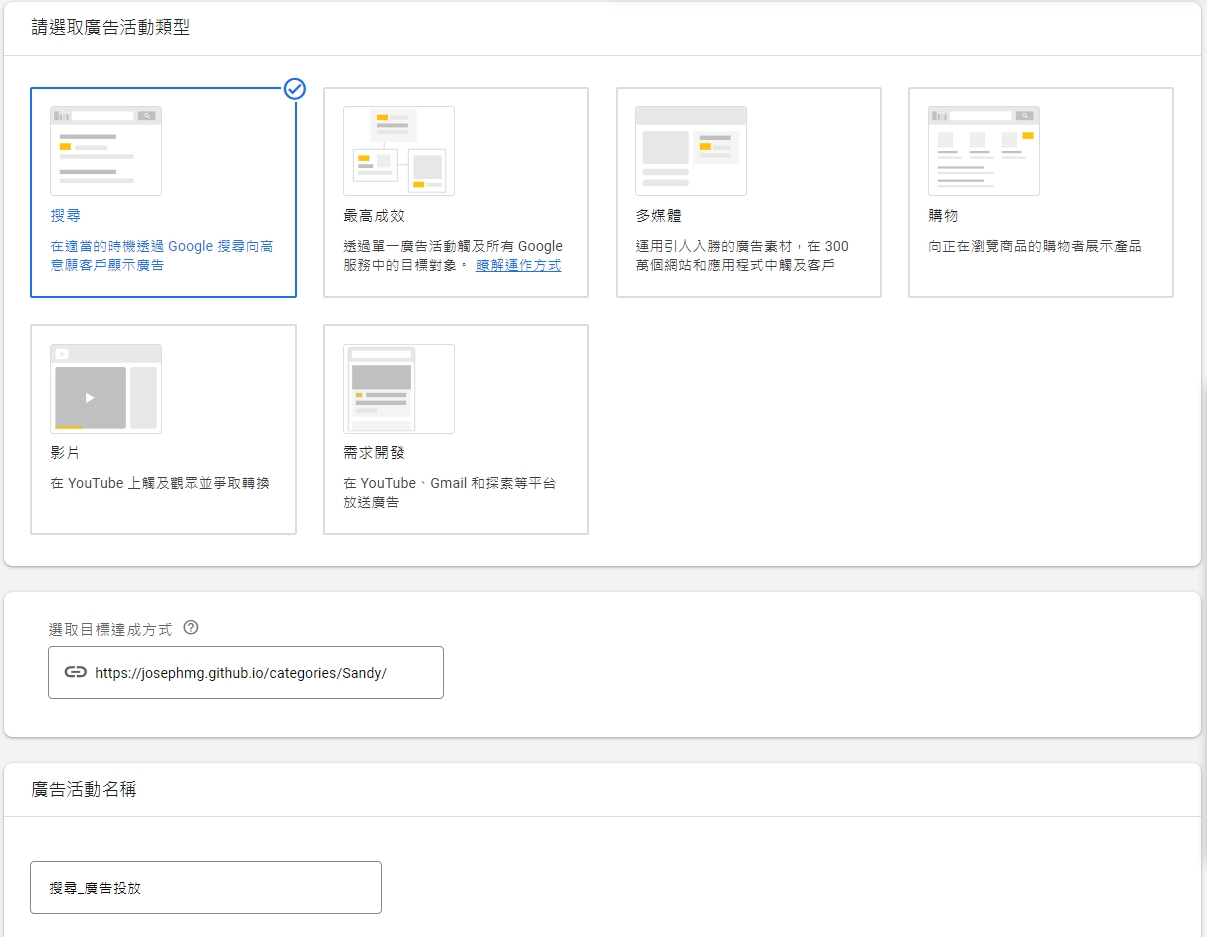 請選取廣告活動類型
搜尋
在適當的時機透過 Google 搜尋向高
意願客戶顯示廣告
最高成效
透過單一廣告活動觸及所有 Google
服務中的目標對象。 瞭解運作方式
多媒體
運用引人入勝的廣告素材，在 300
萬個網站和應用程式中觸及客戶
購物
向正在瀏覽商品的購物者展示產品
影片
在 YouTube 上觸及觀眾並爭取轉換
需求開發
在 YouTube、Gmail 和探索等平台
放送廣告
選取目標達成方式
https://josephmg.github.io/categories/Sandy/
廣告活動名稱
搜尋_廣告投放